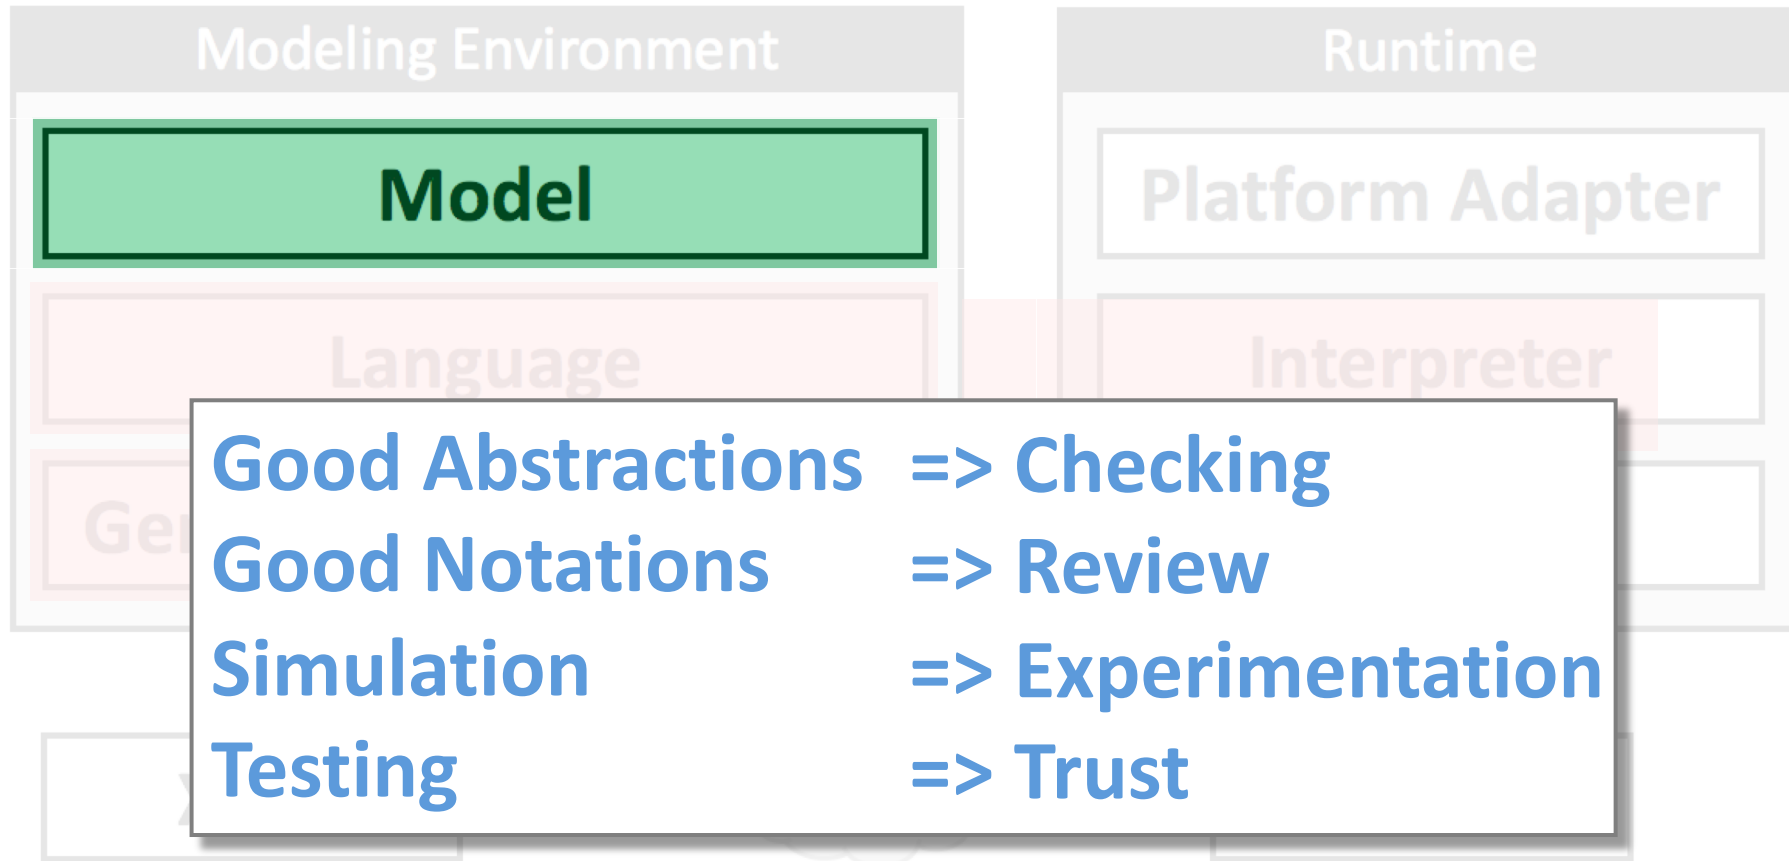 Modeling Environment
Runtime
Model
Platform Adapter
Language
Interpreter
Good Abstractions => Checking
Good Notations => Review
Simulation => Experimentation
Testing => Trust